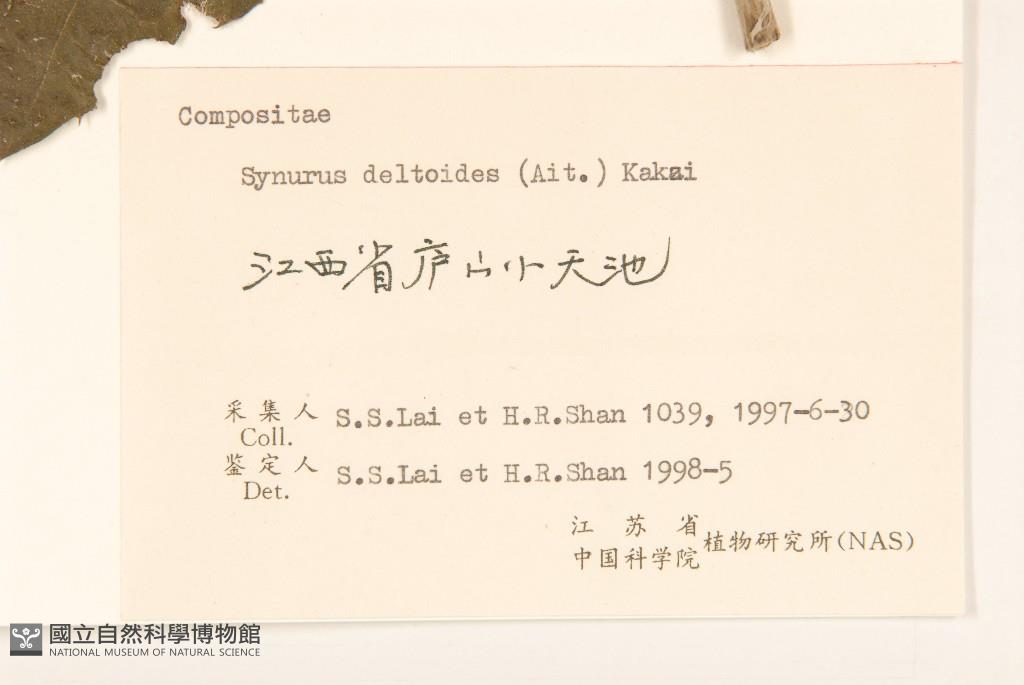 Compositae
Synurus deltoides (Ait.) Kakai
江西省庐山小天池
采集人 S.S.Lai et H.R.Shan 1039, 1997-6-30
Coll.
鉴定人 S.S.Lai et H.R.Shan 1998-5
Det.
江苏省
中国科学院 植物研究所(NAS)
國立自然科學博物館
NATIONAL MUSEUM OF NATURAL SCIENCE